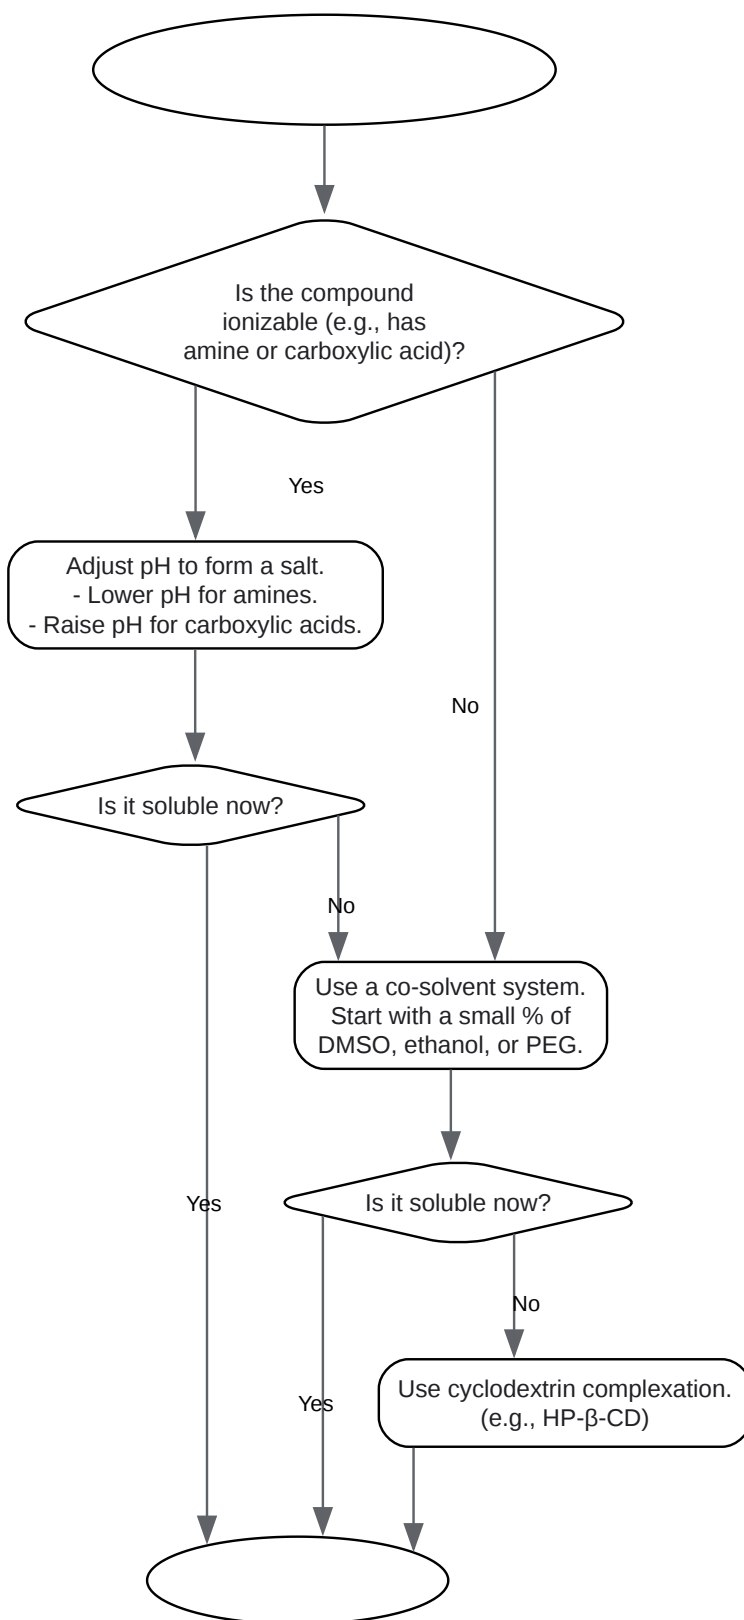 Is the compound
ionizable (e.g., has
amine or carboxylic acid)?
Yes
Adjust pH to form a salt.
- Lower pH for amines.
- Raise pH for carboxylic acids.
No
Is it soluble now?
No
Use a co-solvent system.
Start with a small % of
DMSO, ethanol, or PEG.
Yes
Is it soluble now?
No
Use cyclodextrin complexation.
(e.g., HP-β-CD)
Yes